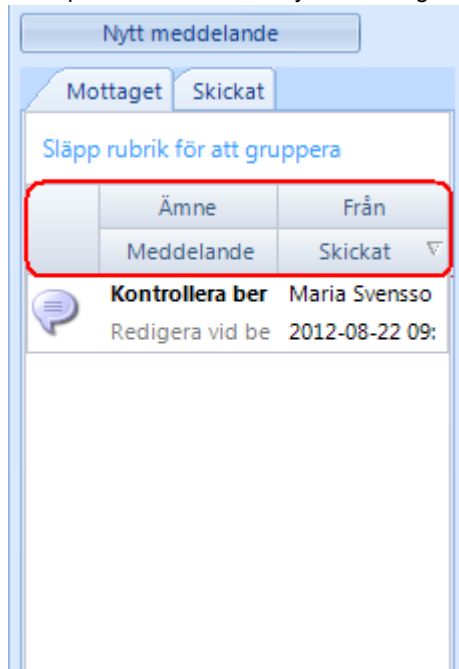 Nytt meddelande
Mottaget Skickat
Släpp rubrik för att gruppera
Ämne Från
Meddelande Skickat
Kontrollera ber Maria Svensso
Redigera vid be 2012-08-22 09: